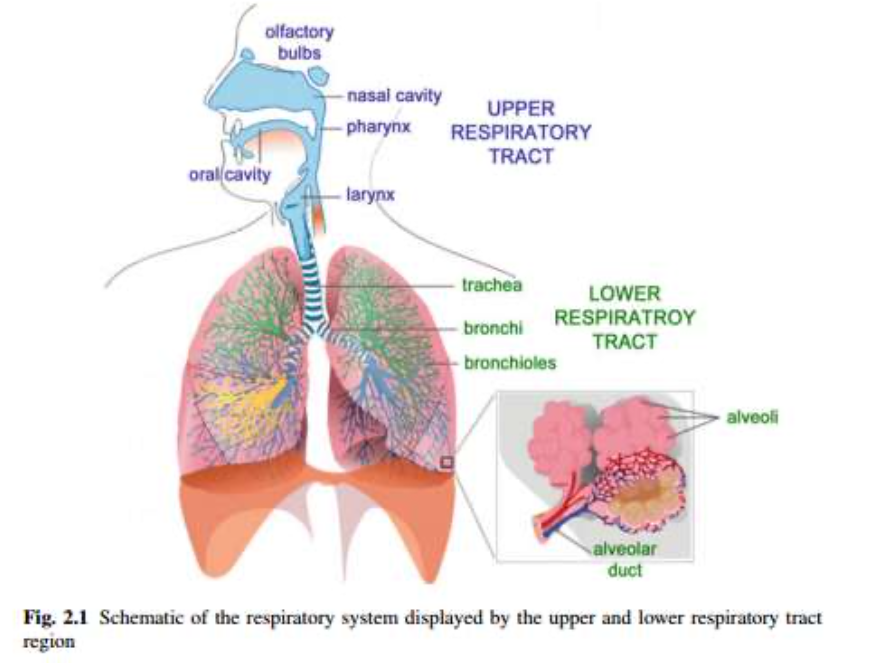 olfactory
bulbs
nasal cavity
pharynx
oral cavity
larynx
UPPER
RESPIRATORY
TRACT
trachea
bronchi
bronchioles
LOWER
RESPIRATROY
TRACT
alveoli
alveolar
duct
Fig. 2.1 Schematic of the respiratory system displayed by the upper and lower respiratory tract
region